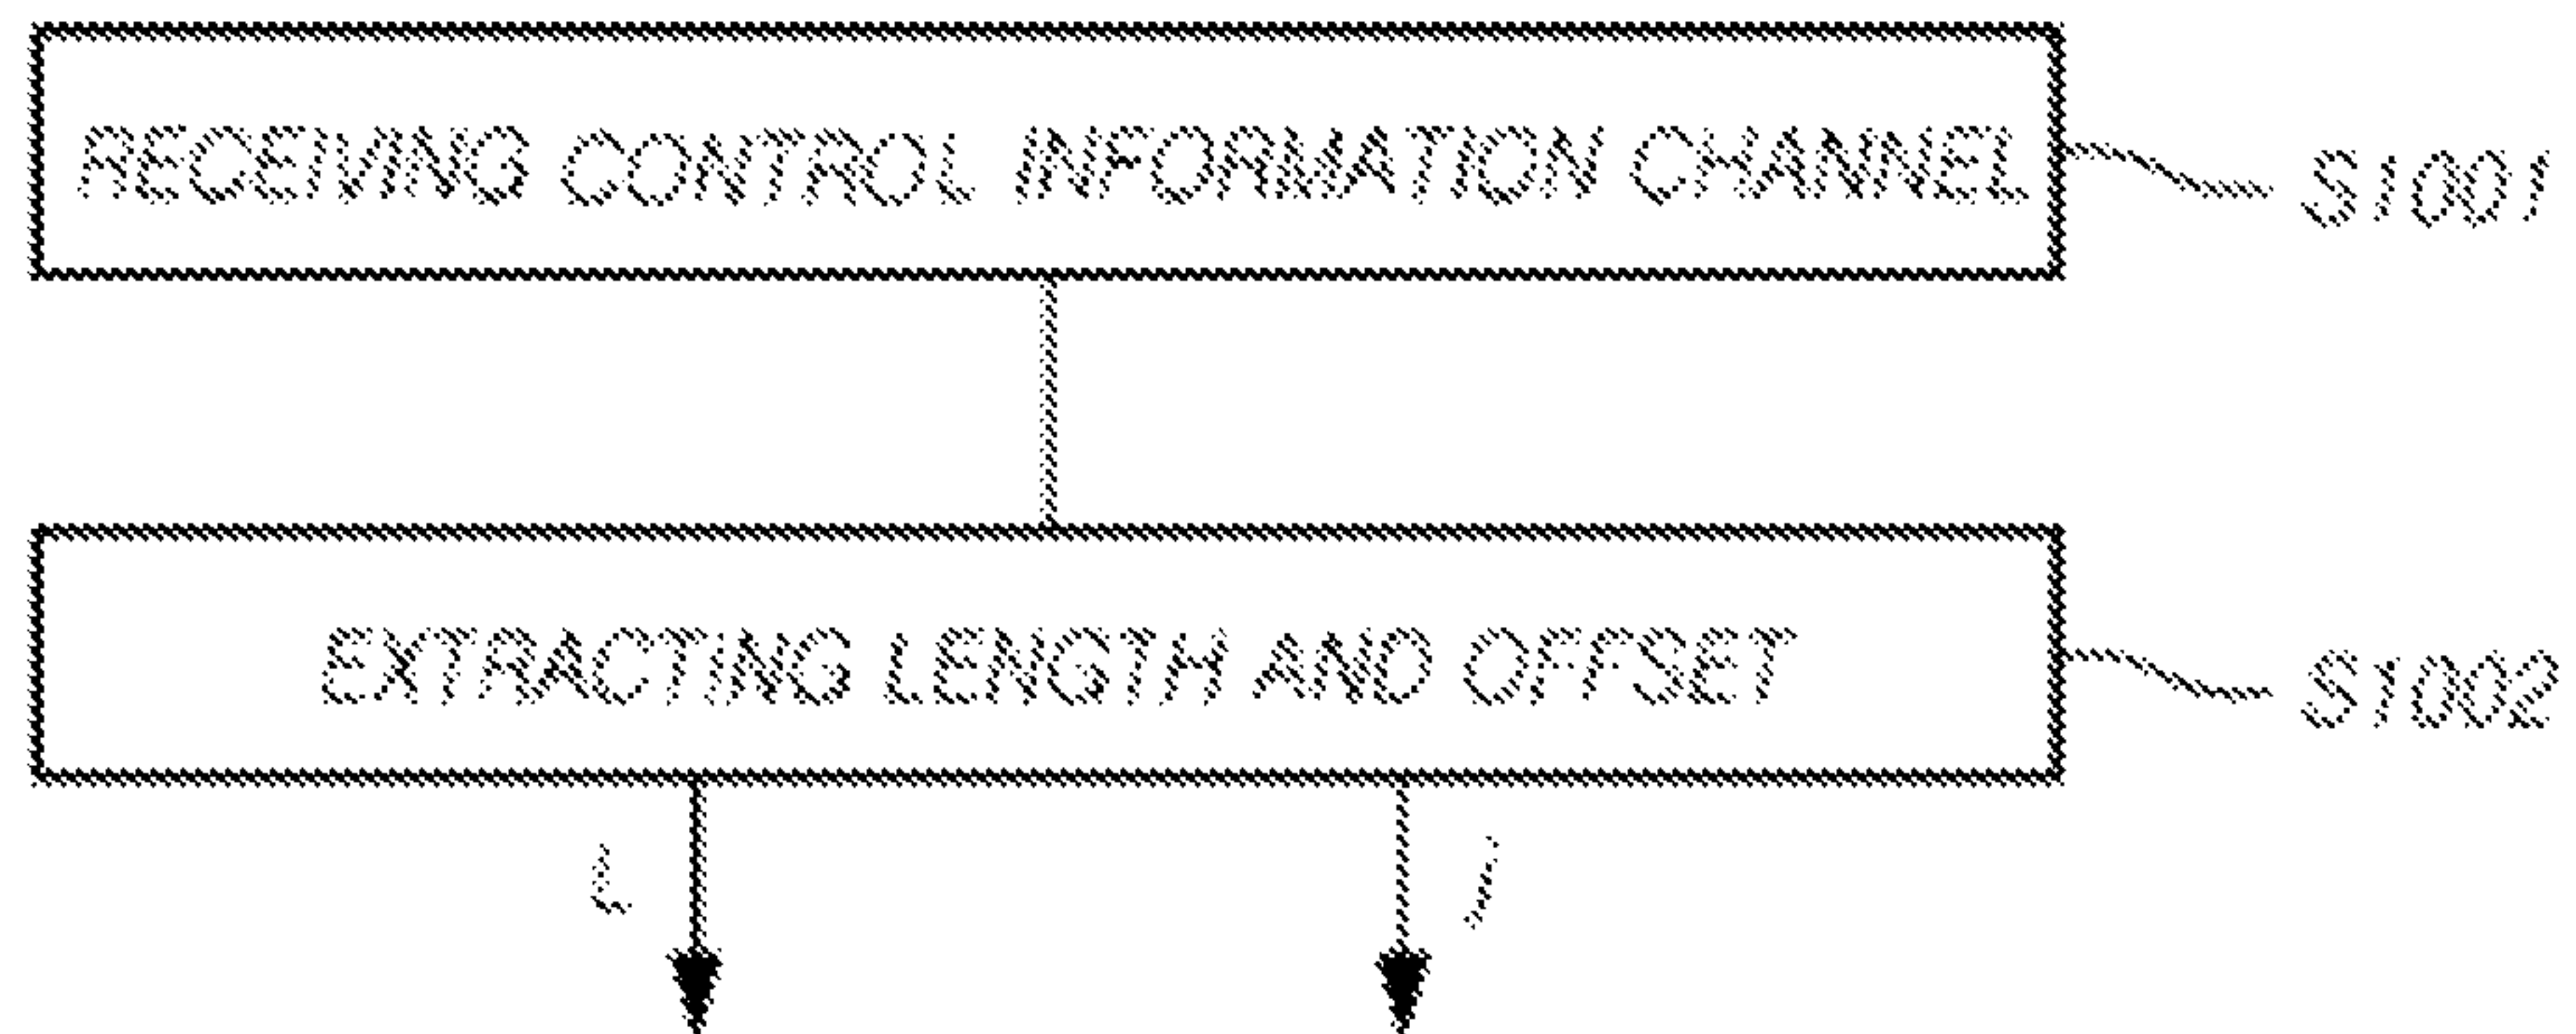 RECEIVING CONTROL INFORMATION CHANNEL
S1001
EXTRACTING LENGTH AND OFFSET
S1002
L
j